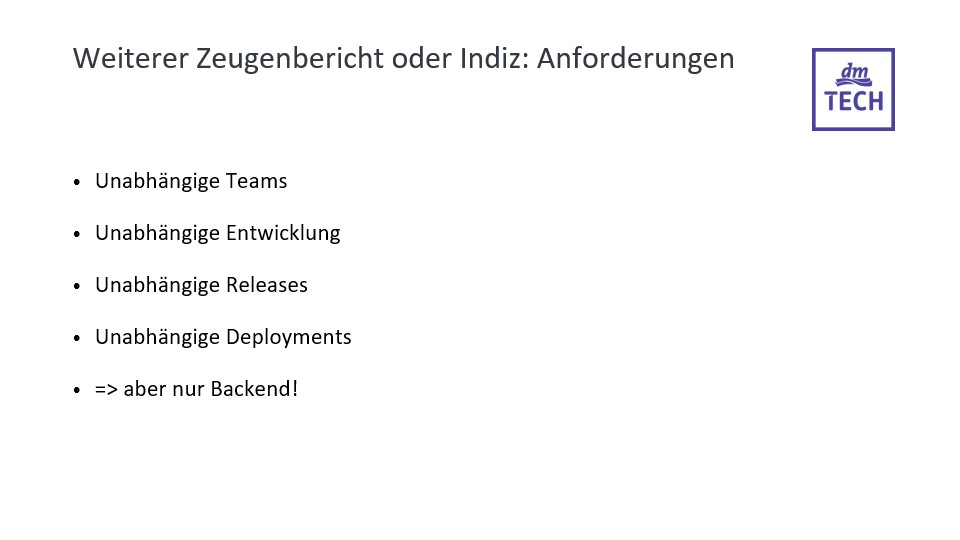 Weiterer Zeugenbericht oder Indiz: Anforderungen
dm
TECH
• Unabhängige Teams
• Unabhängige Entwicklung
• Unabhängige Releases
• Unabhängige Deployments
• => aber nur Backend!